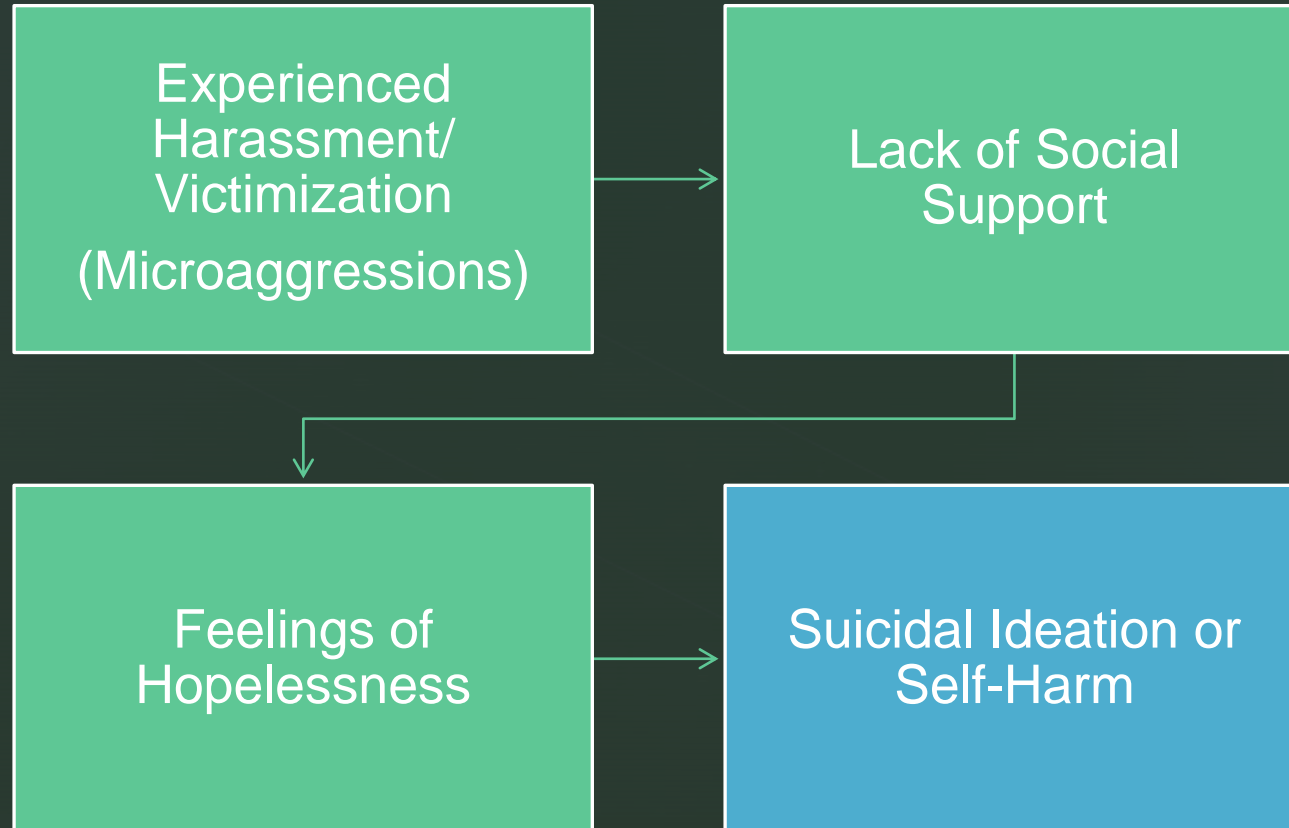 Experienced
Harassment/
Victimization
(Microaggressions)
Lack of Social
Support
Feelings of
Hopelessness
Suicidal Ideation or
Self-Harm